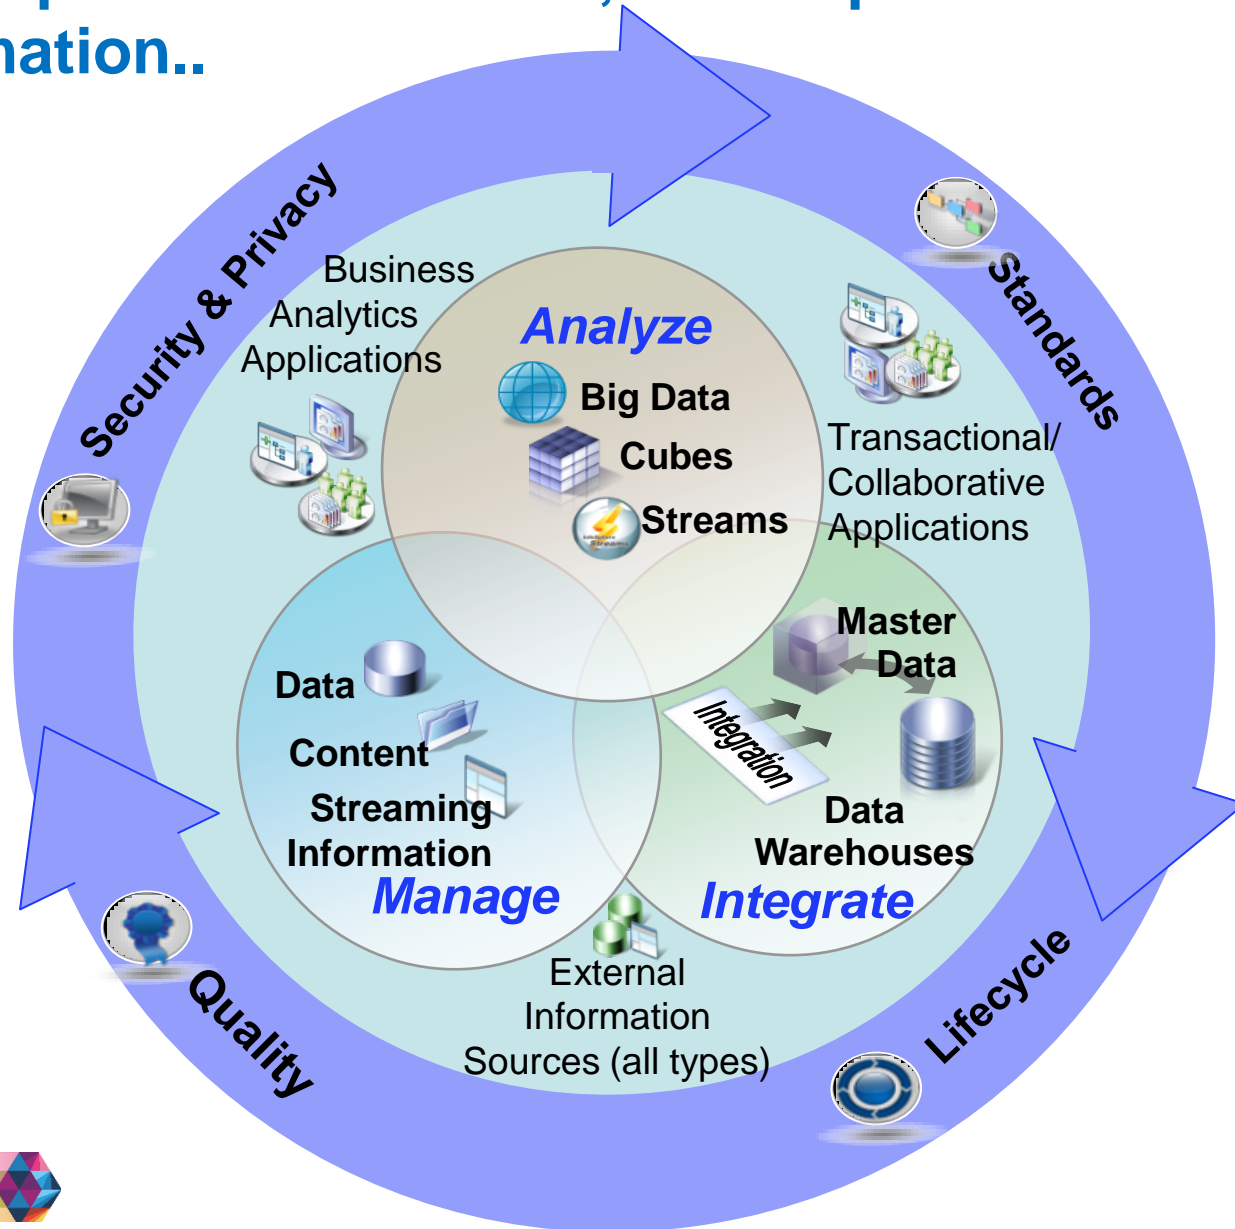 mation..
Security & Privacy
Standards
Business
Analytics
Applications
Analyze
Big Data
Cubes
Streams
Transactional/
Collaborative
Applications
Master
Data
Integration
Data
Warehouses
Integrate
Data
Content
Streaming
Information
Manage
External
Information
Sources (all types)
Quality
Lifecycle